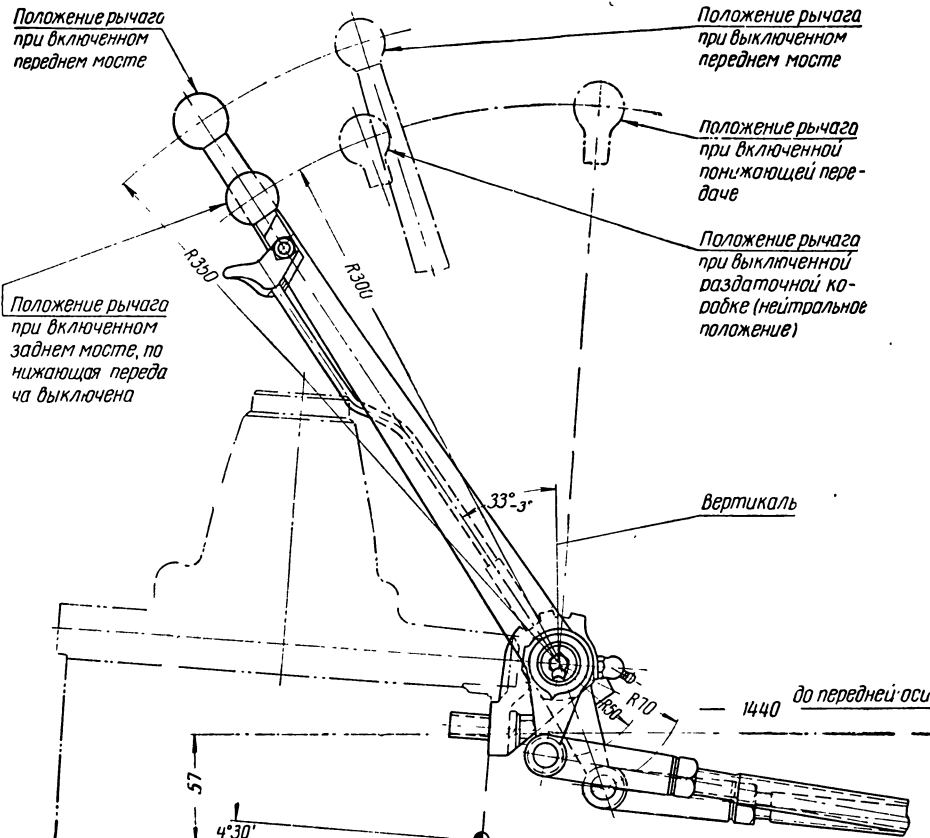 Положение рычага
при включенном
переднем мосте
Положение рычага
при выключенном
переднем мосте
Положение рычага
при включенной
понижающей пере-
даче
Положение рычага
при выключенной
раздаточной ко-
робке (нейтральное
положение)
Положение рычага
при включенном
заднем мосте, по
нижающая переда
ча выключена
R350
R300
33°-3°
Вертикаль
R50
R70
1440 до передней оси
57
4°30'